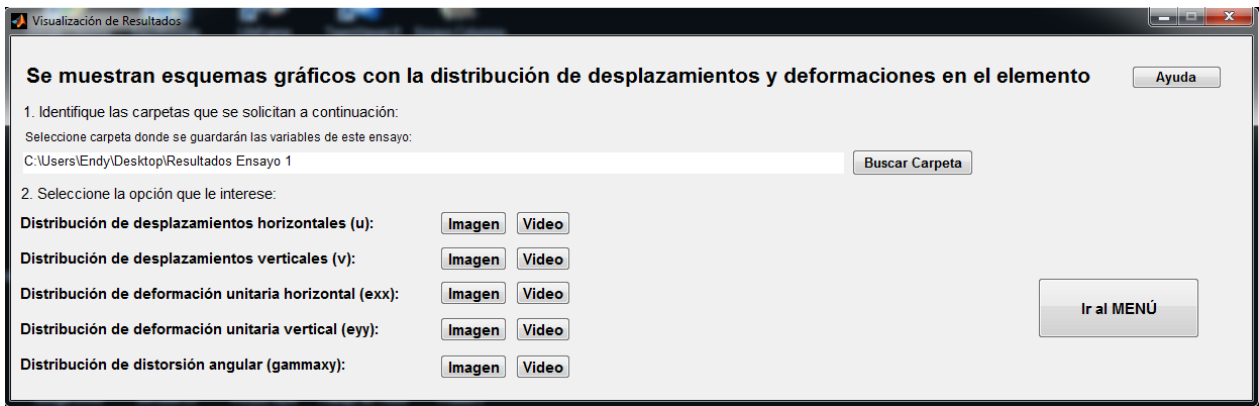 Visualización de Resultados
Se muestran esquemas gráficos con la distribución de desplazamientos y deformaciones en el elemento Ayuda
1. Identifique las carpetas que se solicitan a continuación:
Seleccione carpeta donde se guardarán las variables de este ensayo:
C:\Users\Endy\Desktop\Resultados Ensayo 1 Buscar Carpeta
2. Seleccione la opción que le interese:
Distribución de desplazamientos horizontales (u): Imagen Video
Distribución de desplazamientos verticales (v): Imagen Video
Distribución de deformación unitaria horizontal (exx): Imagen Video
Ir al MENÚ
Distribución de deformación unitaria vertical (eyy): Imagen Video
Distribución de distorsión angular (gammaxy): Imagen Video